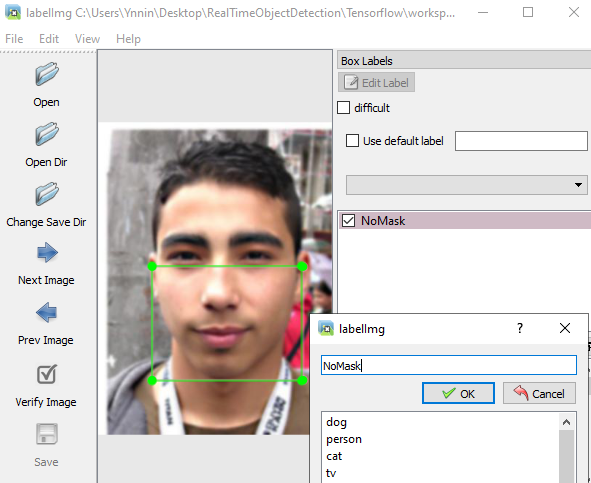 labelImg C:\Users\Ynnin\Desktop\RealTimeObjectDetection\Tensorflow\worksp...
File Edit View Help
Open
Open Dir
Change Save Dir
Next Image
Prev Image
Verify Image
Save
Box Labels
Edit Label
difficult
Use default label
NoMask
labelImg ?
NoMask
OK Cancel
dog
person
cat
tv